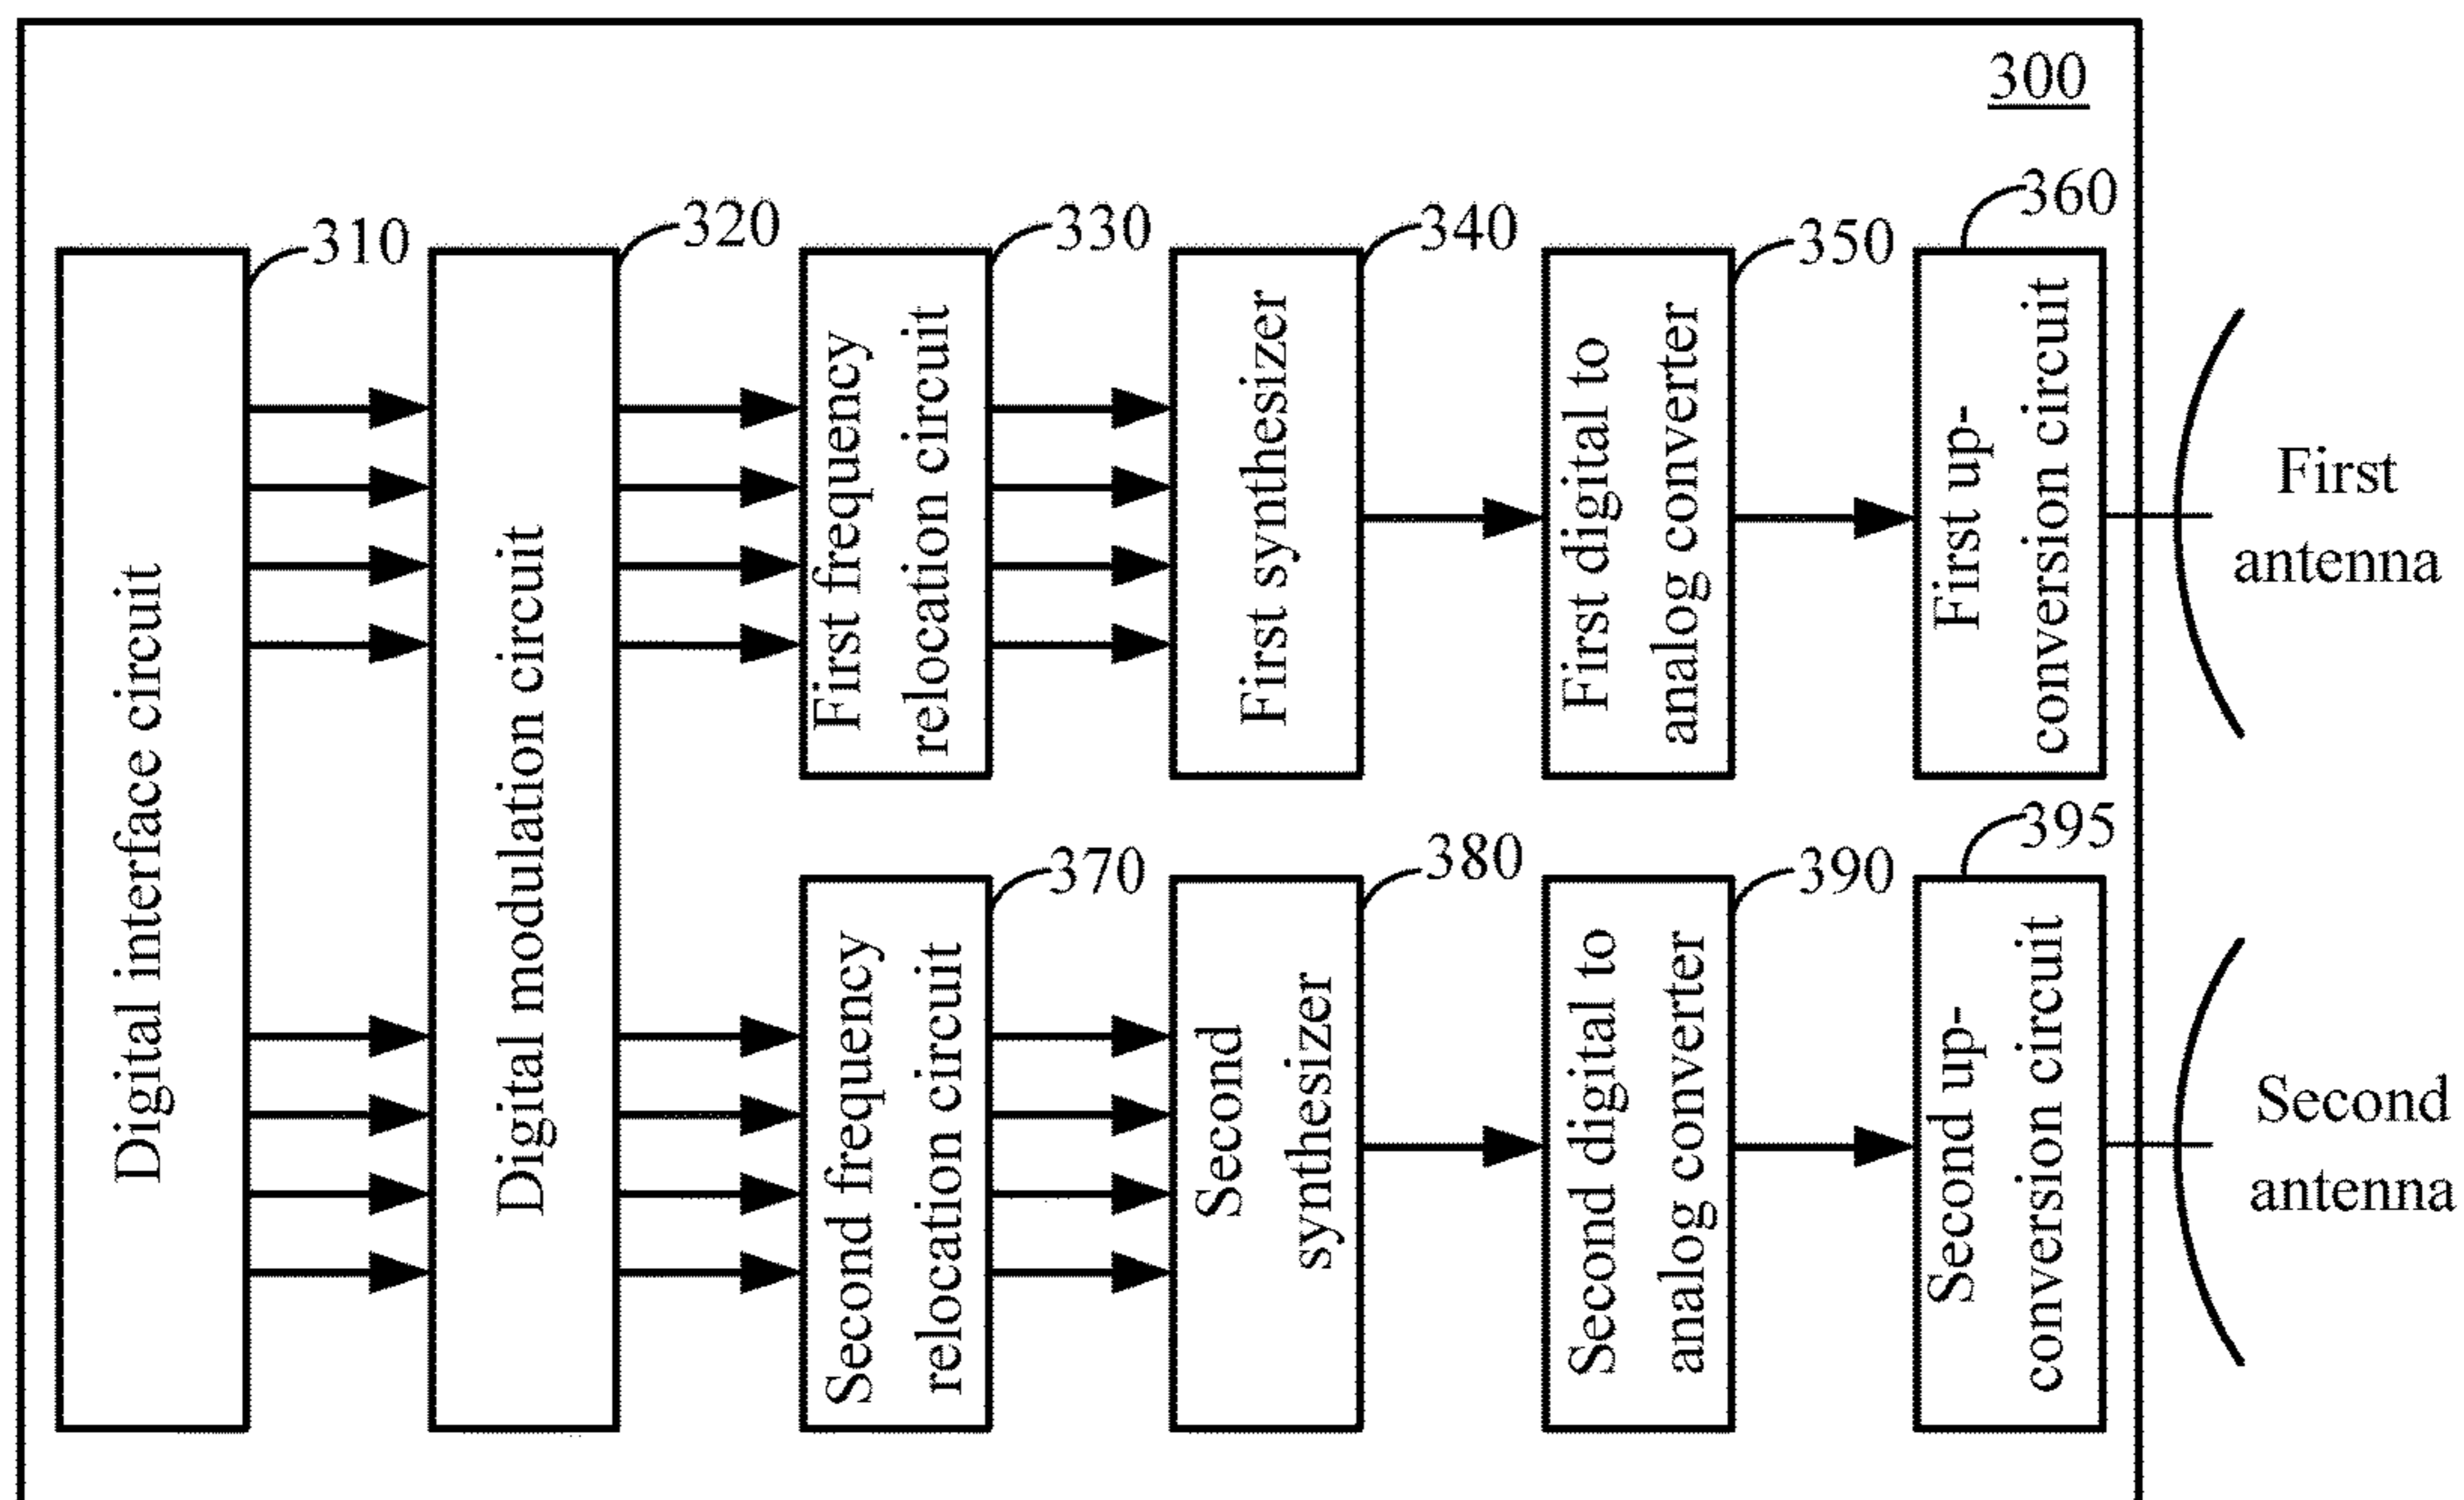 300
310
320
330
340
350
360
Digital interface circuit
Digital modulation circuit
First frequency
relocation circuit
First synthesizer
First digital to
analog converter
First up-
conversion circuit
First
antenna
370
380
390
395
Second frequency
relocation circuit
Second
synthesizer
Second digital to
analog converter
Second up-
conversion circuit
Second
antenna